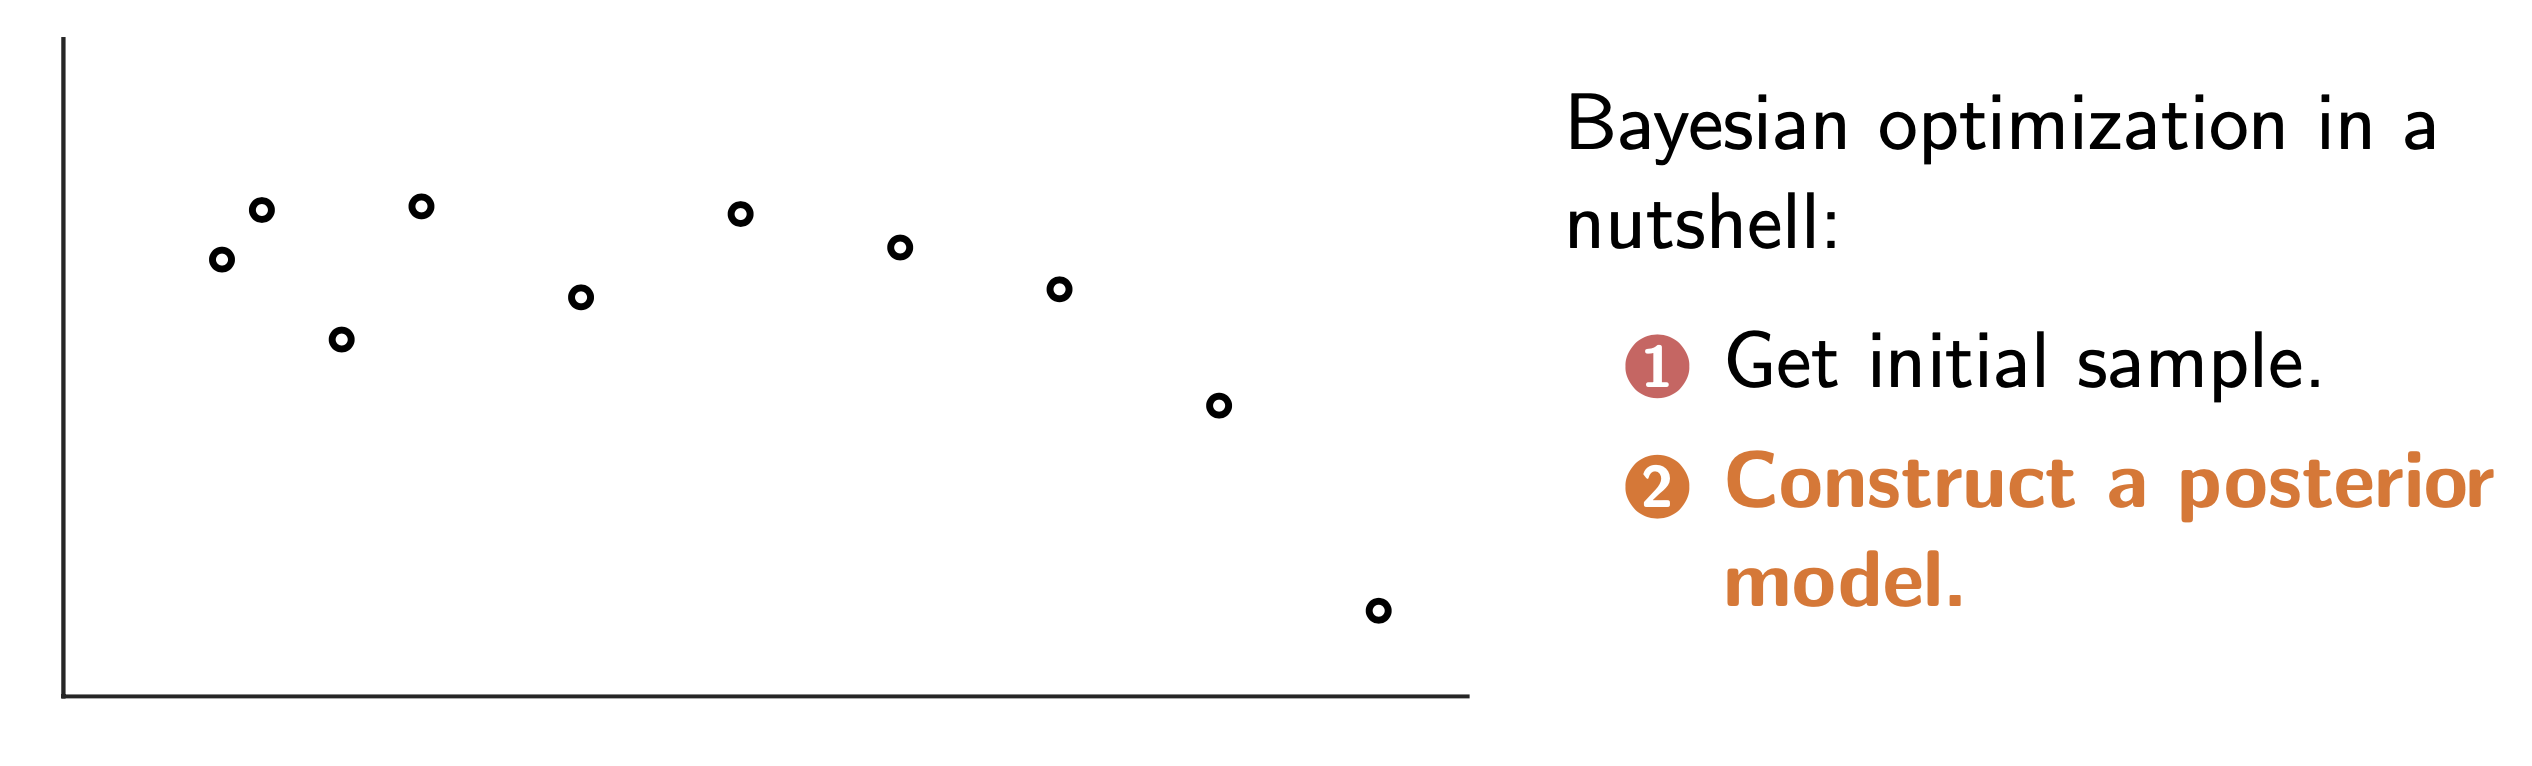 Bayesian optimization in a
nutshell:
1 Get initial sample.
2 Construct a posterior
model.